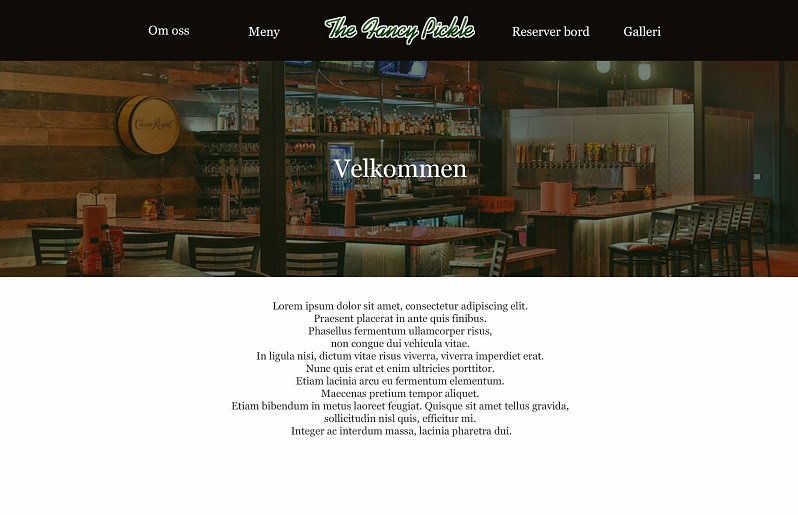 Om oss
Meny
The Fancy Pickle
Reserver bord
Galleri
Crown Royal
Velkommen
Lorem ipsum dolor sit amet, consectetur adipiscing elit.
Praesent placerat in ante quis finibus.
Phasellus fermentum ullamcorper risus,
non congue dui vehicula vitae.
In ligula nisi, dictum vitae risus viverra, viverra imperdiet erat.
Nunc quis erat et enim ultricies porttitor.
Etiam lacinia arcu eu fermentum elementum.
Maecenas pretium tempor aliquet.
Etiam bibendum in metus laoreet feugiat. Quisque sit amet tellus gravida,
sollicitudin nisl quis, efficitur mi.
Integer ac interdum massa, lacinia pharetra dui.